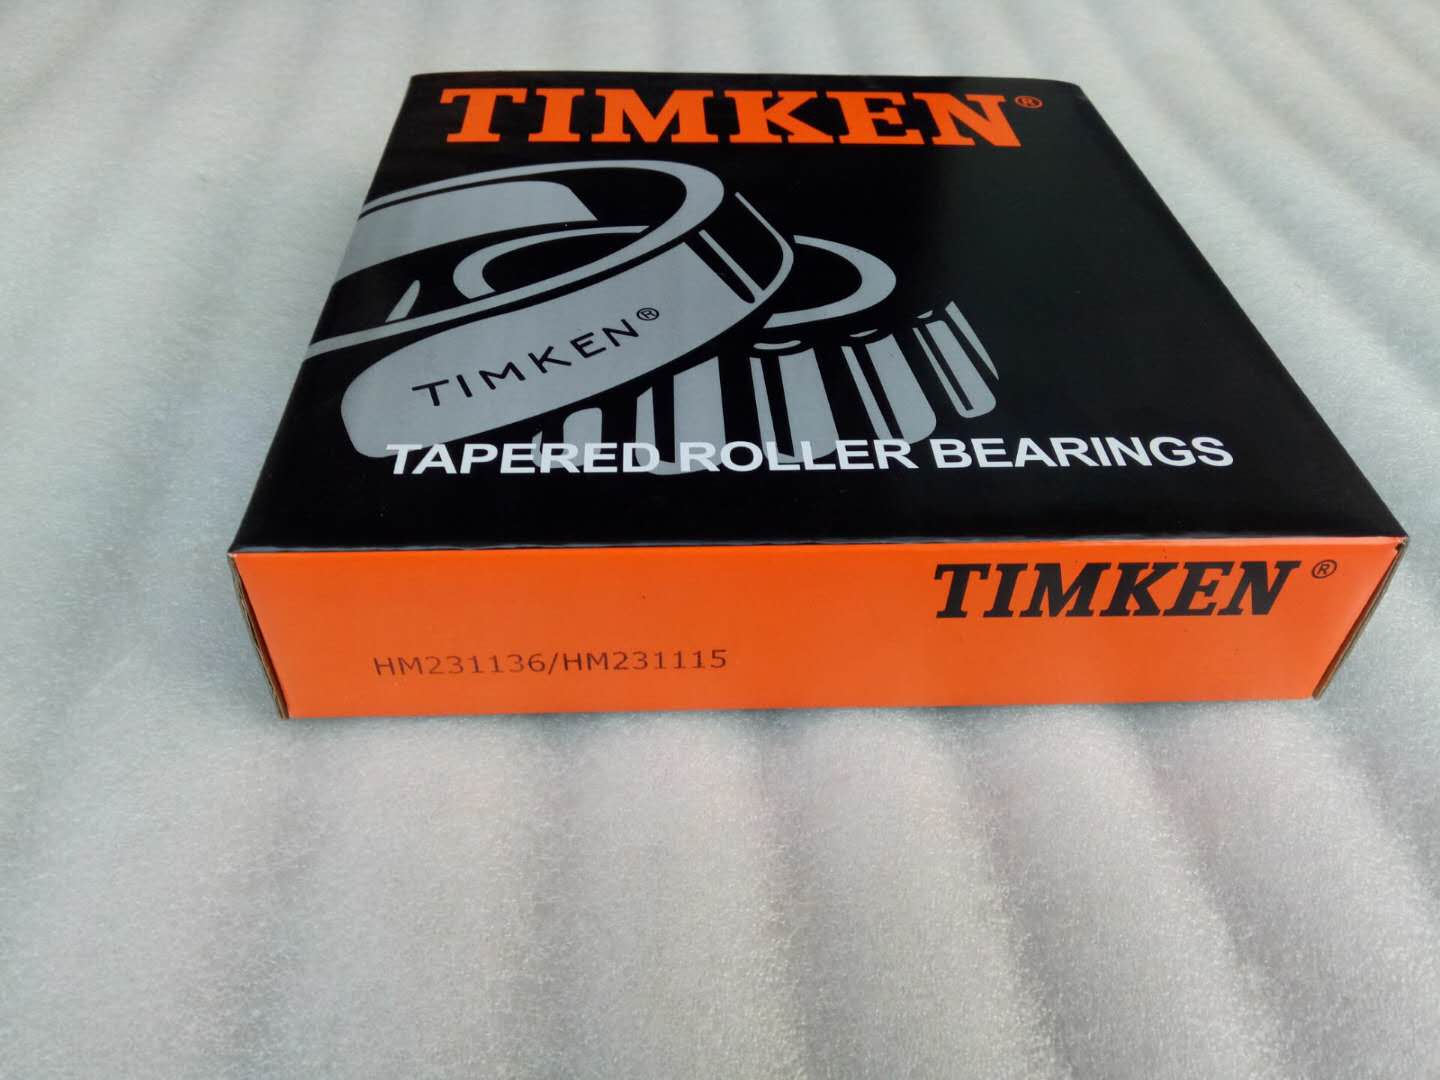 TIMKEN®
TIMKEN®
TAPERED ROLLER BEARINGS
TIMKEN®
HM231136/HM231115